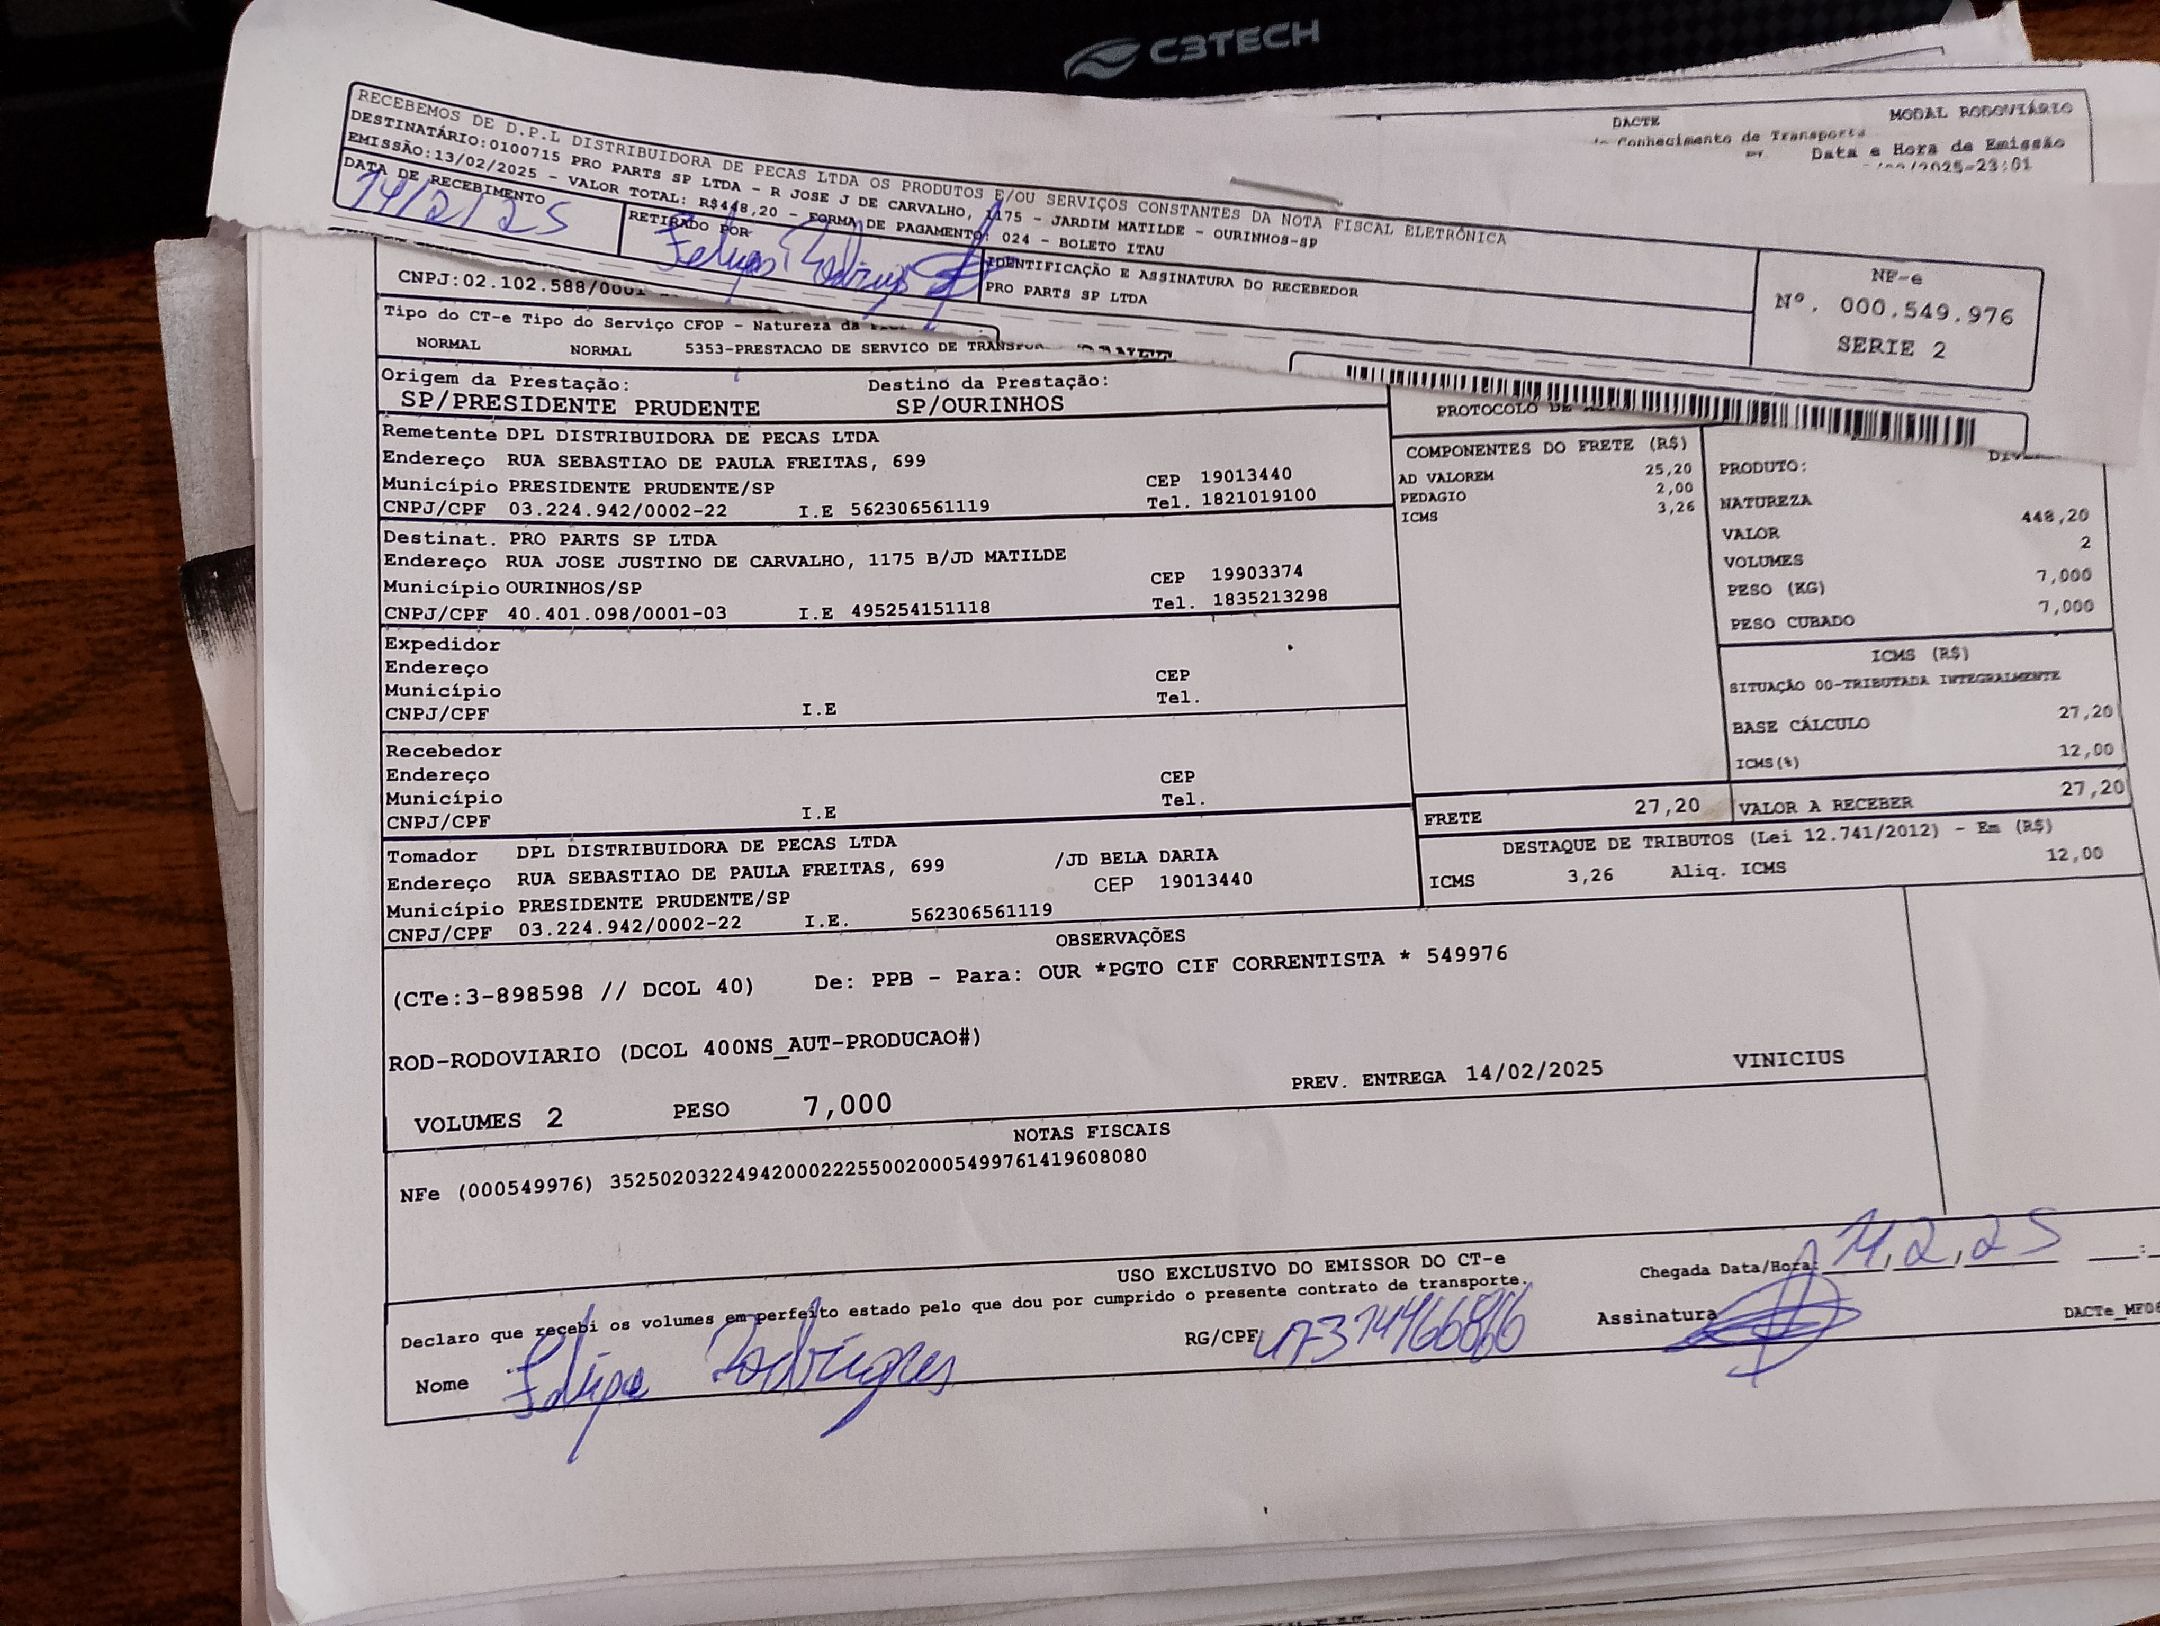 C3TECH
DACTE
MODAL RODOVIÁRIO
Conhecimento de Transporte
Data e Hora de Emissão
/2025-23:01
RECEBEMOS DE D.P.L DISTRIBUIDORA DE PECAS LTDA OS PRODUTOS E/OU SERVIÇOS CONSTANTES DA NOTA FISCAL ELETRÔNICA
DESTINATÁRIO:0100715 PRO PARTS SP LTDA - R JOSE J DE CARVALHO, 1175 - JARDIM MATILDE - OURINHOS-SP
EMISSÃO:13/02/2025 - VALOR TOTAL: R$448,20 - FORMA DE PAGAMENTO: 024 - BOLETO ITAU
DATA DE RECEBIMENTO
14/2/25
RETIRADO POR
Felipe Rodrigues
IDENTIFICAÇÃO E ASSINATURA DO RECEBEDOR
PRO PARTS SP LTDA
NF-e
Nº. 000.549.976
SERIE 2
CNPJ:02.102.588/0001
Tipo do CT-e Tipo do Serviço CFOP - Natureza da
NORMAL NORMAL 5353-PRESTACAO DE SERVICO DE
Origem da Prestação: Destino da Prestação:
SP/PRESIDENTE PRUDENTE SP/OURINHOS
PROTOCOLO DE
Remetente DPL DISTRIBUIDORA DE PECAS LTDA
Endereço RUA SEBASTIAO DE PAULA FREITAS, 699 CEP 19013440
Município PRESIDENTE PRUDENTE/SP Tel. 1821019100
CNPJ/CPF 03.224.942/0002-22 I.E 562306561119
Destinat. PRO PARTS SP LTDA
Endereço RUA JOSE JUSTINO DE CARVALHO, 1175 B/JD MATILDE
Município OURINHOS/SP CEP 19903374
CNPJ/CPF 40.401.098/0001-03 I.E 495254151118 Tel. 1835213298
Expedidor
Endereço
Município CEP
CNPJ/CPF I.E Tel.
Recebedor
Endereço CEP
Município Tel.
CNPJ/CPF I.E
Tomador DPL DISTRIBUIDORA DE PECAS LTDA
Endereço RUA SEBASTIAO DE PAULA FREITAS, 699 /JD BELA DARIA
Município PRESIDENTE PRUDENTE/SP CEP 19013440
CNPJ/CPF 03.224.942/0002-22 I.E. 562306561119
COMPONENTES DO FRETE (R$)
AD VALOREM 25,20
PEDAGIO 2,00
ICMS 3,26
PRODUTO:
NATUREZA
VALOR 448,20
VOLUMES 2
PESO (KG) 7,000
PESO CUBADO 7,000
ICMS (R$)
SITUAÇÃO 00-TRIBUTADA INTEGRALMENTE
BASE CÁLCULO 27,20
ICMS(%) 12,00
FRETE 27,20 VALOR A RECEBER 27,20
DESTAQUE DE TRIBUTOS (Lei 12.741/2012) - Em (R$)
ICMS 3,26 Aliq. ICMS 12,00
OBSERVAÇÕES
(CTe:3-898598 // DCOL 40) De: PPB - Para: OUR *PGTO CIF CORRENTISTA * 549976
ROD-RODOVIARIO (DCOL 400NS_AUT-PRODUCAO#)
VOLUMES 2 PESO 7,000 PREV. ENTREGA 14/02/2025 VINICIUS
NOTAS FISCAIS
NFe (000549976) 35250203224942000222550020005499761419608080
USO EXCLUSIVO DO EMISSOR DO CT-e
Declaro que recebi os volumes em perfeito estado pelo que dou por cumprido o presente contrato de transporte.
Chegada Data/Hora: 14,2,25 __:
Nome Felipe Rodrigues RG/CPF Assinatura